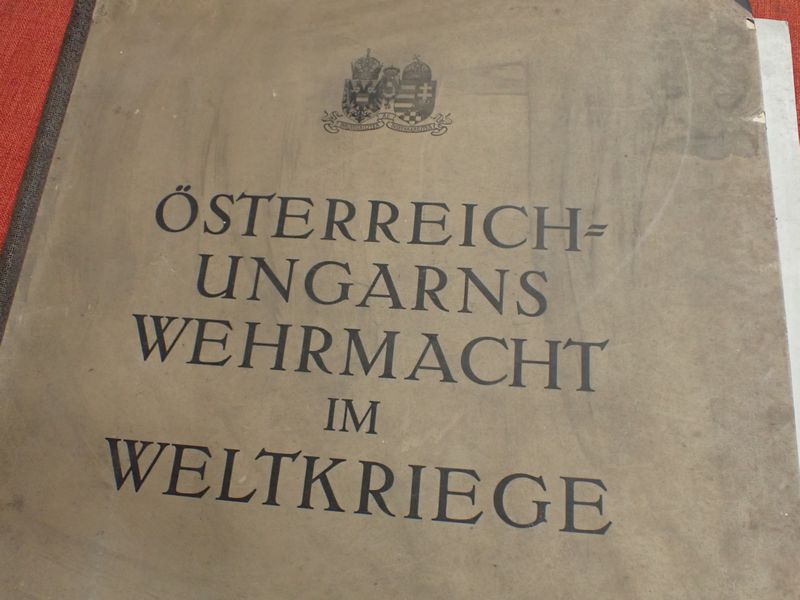 ÖSTERREICH=
UNGARNS
WEHRMACHT
IM
WELTKRIEGE